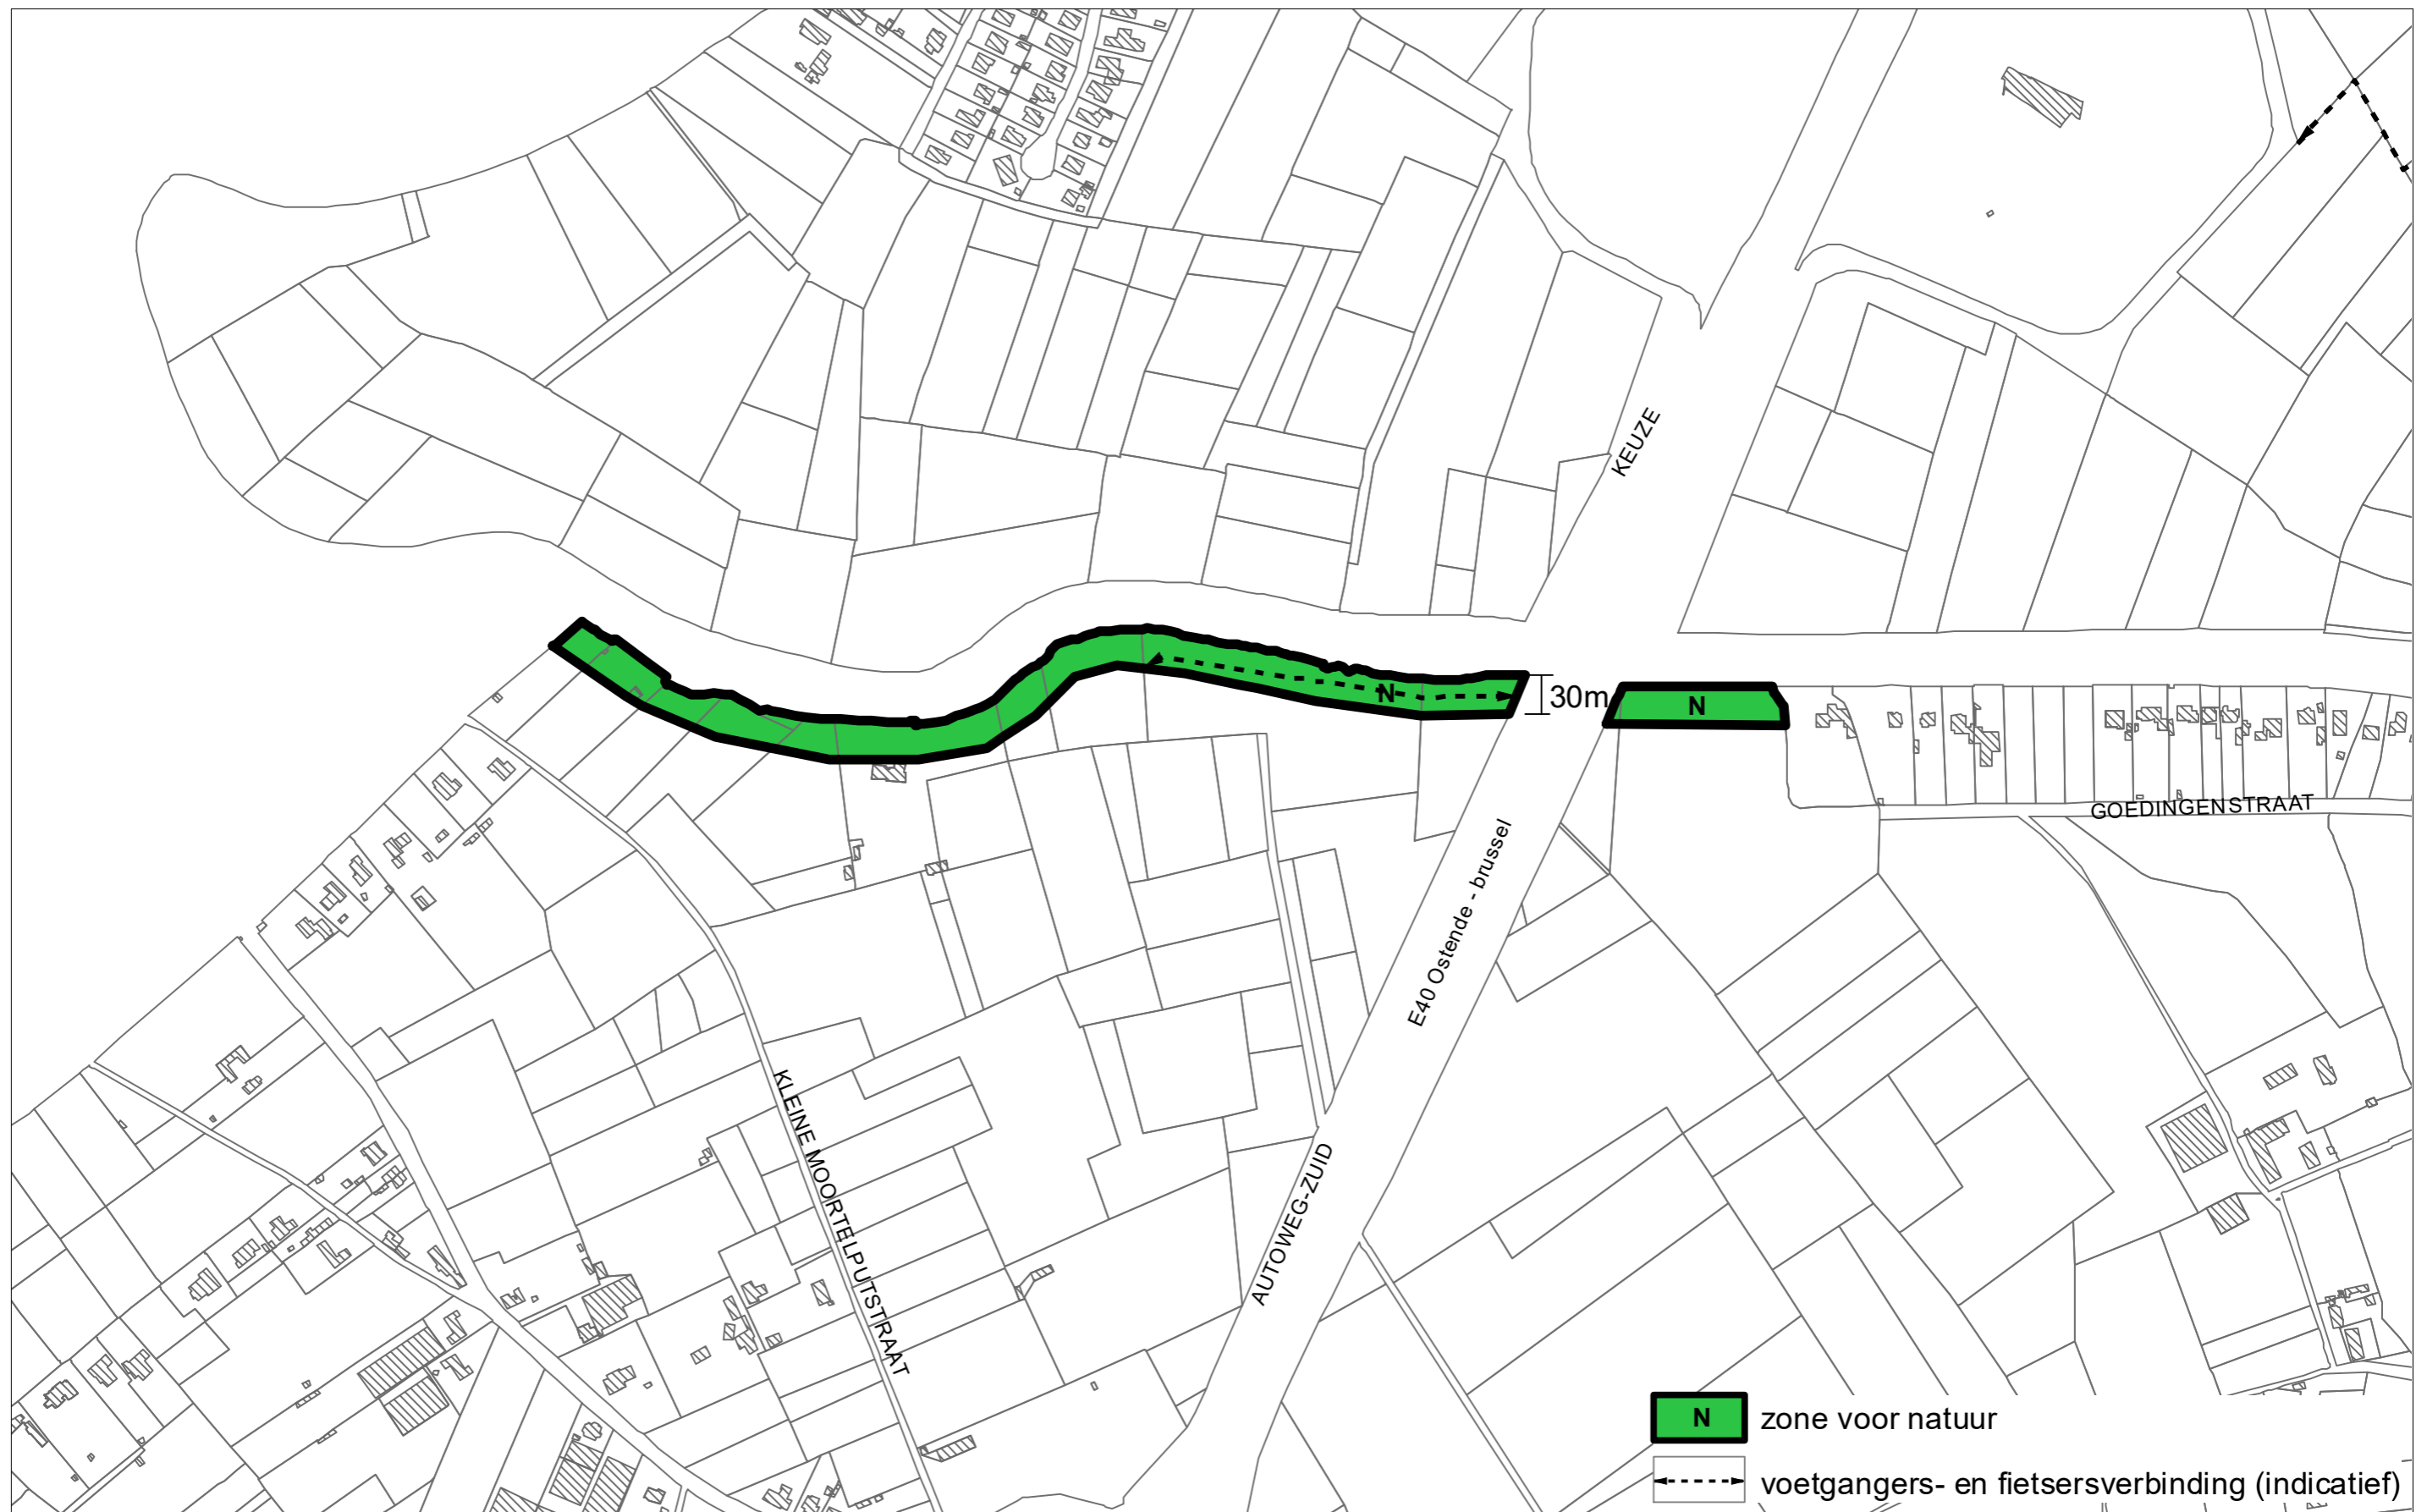 KEUZE
N
30m
N
GOEDINGENSTRAAT
E40 Ostende - brussel
KLEINE MOORTELPUTSTRAAT
AUTOWEG-ZUID
N zone voor natuur
voetgangers- en fietsersverbinding (indicatief)